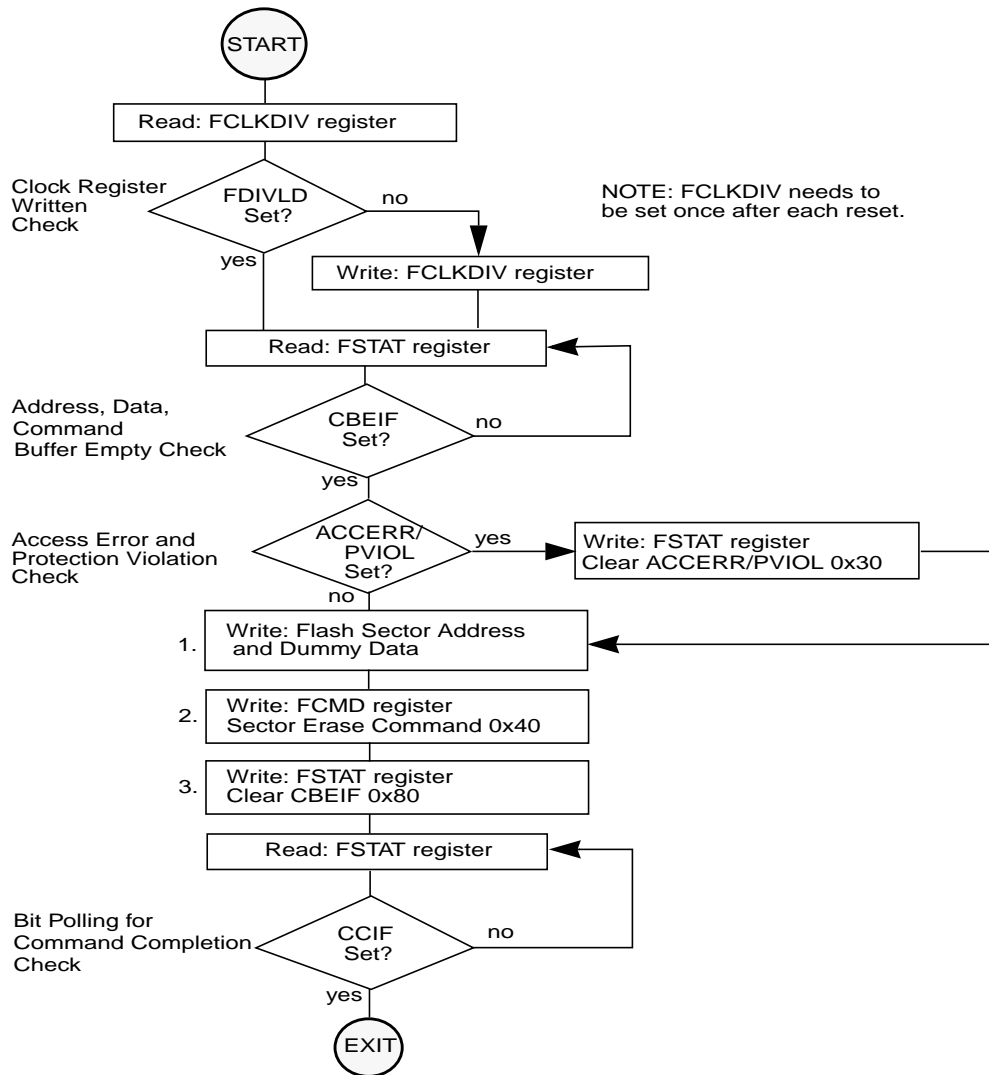 START
Read: FCLKDIV register
Clock Register
Written
Check
FDIVLD
Set?
no
yes
NOTE: FCLKDIV needs to
be set once after each reset.
Write: FCLKDIV register
Read: FSTAT register
Address, Data,
Command
Buffer Empty Check
CBEIF
Set?
no
yes
Access Error and
Protection Violation
Check
ACCERR/
PVIOL
Set?
yes
no
Write: FSTAT register
Clear ACCERR/PVIOL 0x30
1.
Write: Flash Sector Address
and Dummy Data
2.
Write: FCMD register
Sector Erase Command 0x40
3.
Write: FSTAT register
Clear CBEIF 0x80
Read: FSTAT register
Bit Polling for
Command Completion
Check
CCIF
Set?
no
yes
EXIT